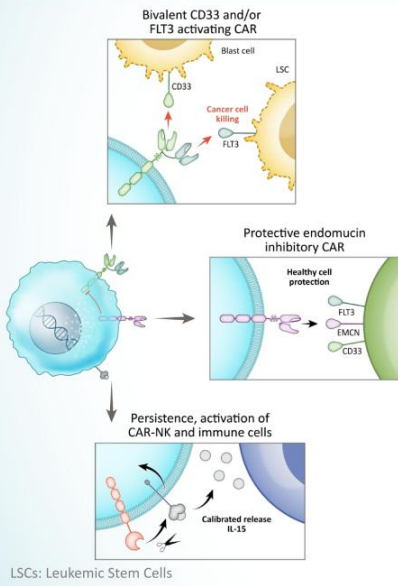 Bivalent CD33 and/or
FLT3 activating CAR
Blast cell
LSC
CD33
Cancer cell
killing
FLT3
Protective endomucin
inhibitory CAR
Healthy cell
protection
FLT3
EMCN
CD33
Persistence, activation of
CAR-NK and immune cells
Calibrated release
IL-15
LSCs: Leukemic Stem Cells